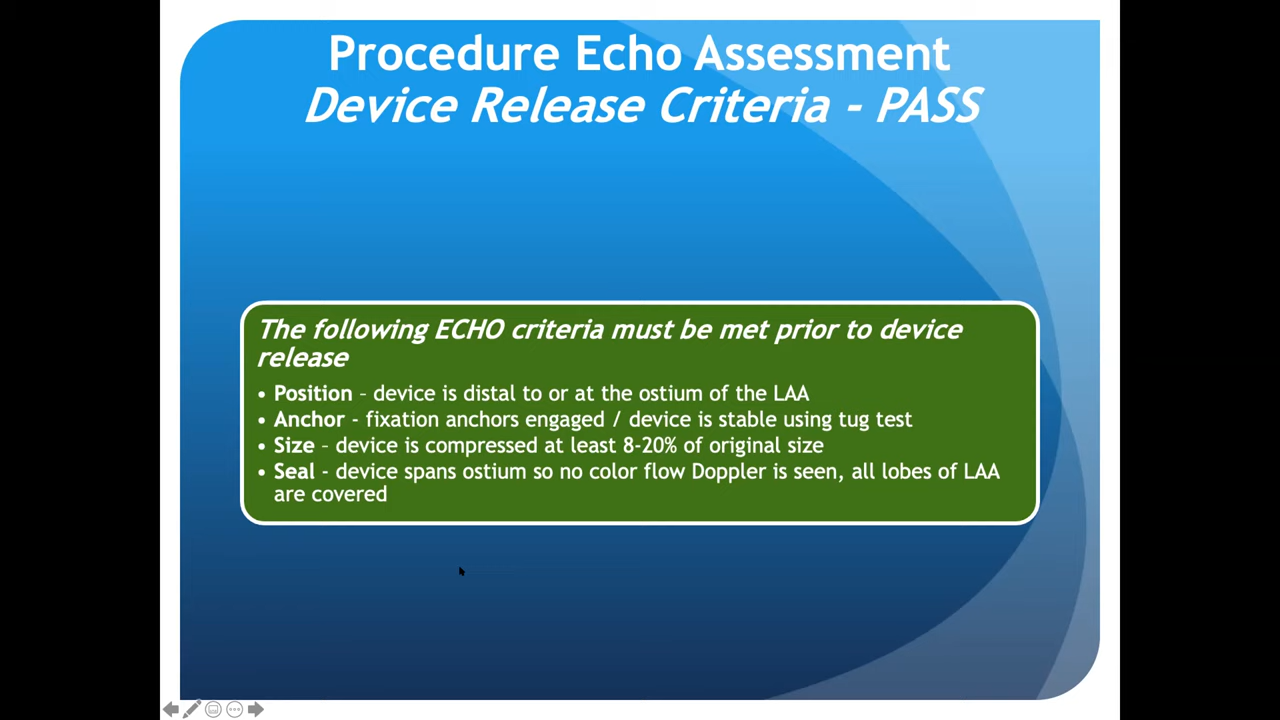 Procedure Echo Assessment
Device Release Criteria - PASS
The following ECHO criteria must be met prior to device
release
• Position – device is distal to or at the ostium of the LAA
• Anchor - fixation anchors engaged / device is stable using tug test
• Size – device is compressed at least 8-20% of original size
• Seal - device spans ostium so no color flow Doppler is seen, all lobes of LAA
are covered